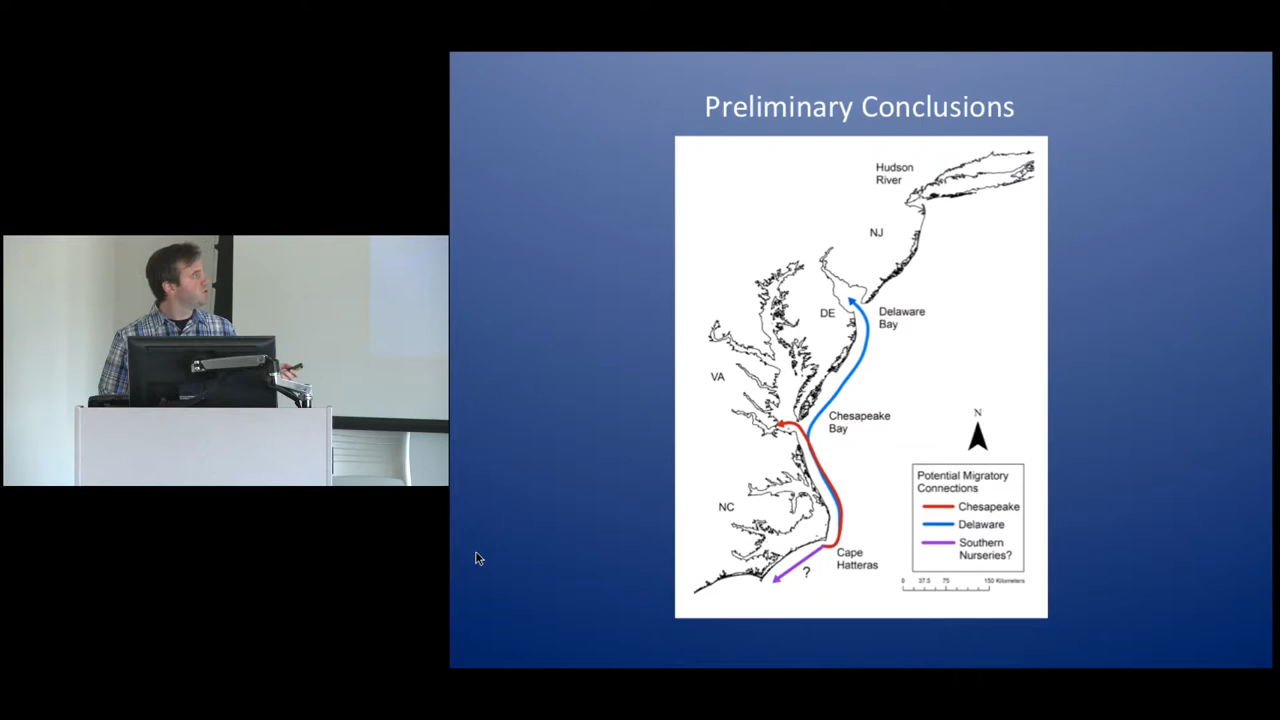 Preliminary Conclusions
Hudson
River
NJ
DE
Delaware
Bay
VA
Chesapeake
Bay
N
NC
Cape
Hatteras
?
Potential Migratory
Connections
Chesapeake
Delaware
Southern
Nurseries?
0 37.5 75 150 Kilometers